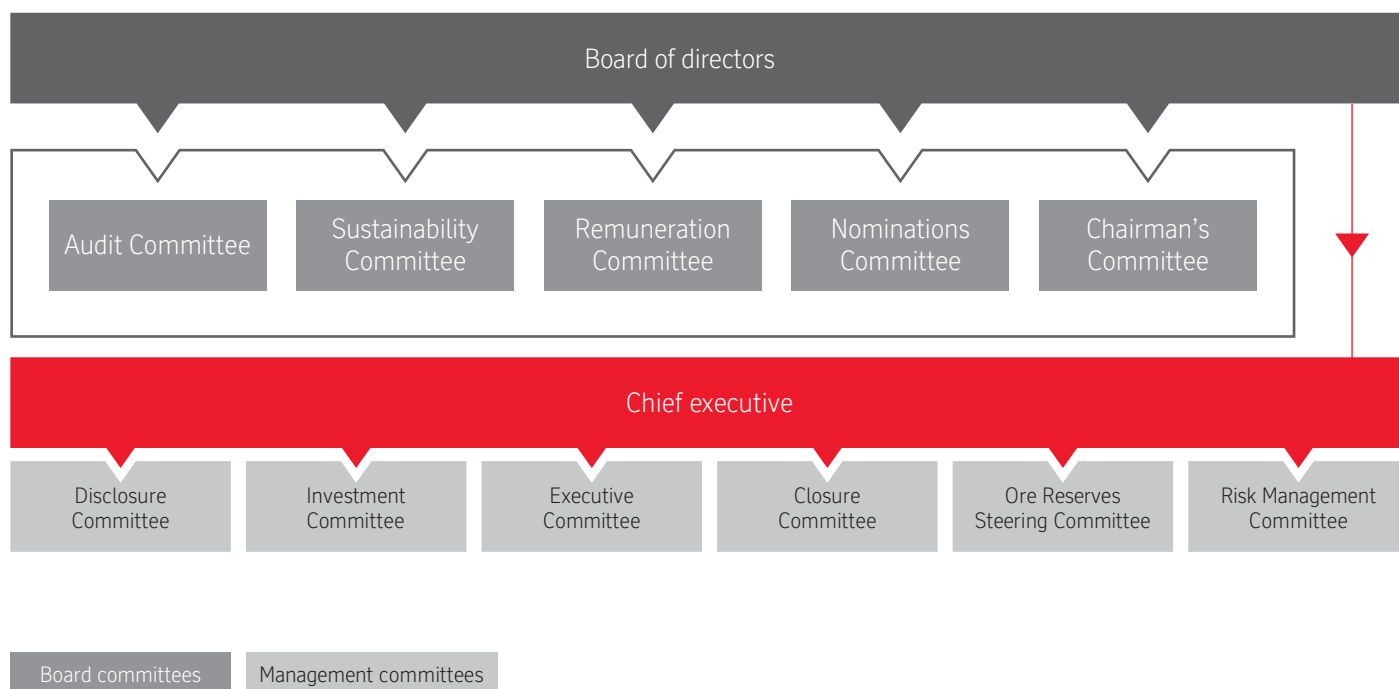 Board of directors
Audit Committee
Sustainability
Committee
Remuneration
Committee
Nominations
Committee
Chairman’s
Committee
Chief executive
Disclosure
Committee
Investment
Committee
Executive
Committee
Closure
Committee
Ore Reserves
Steering Committee
Risk Management
Committee
Board committees
Management committees